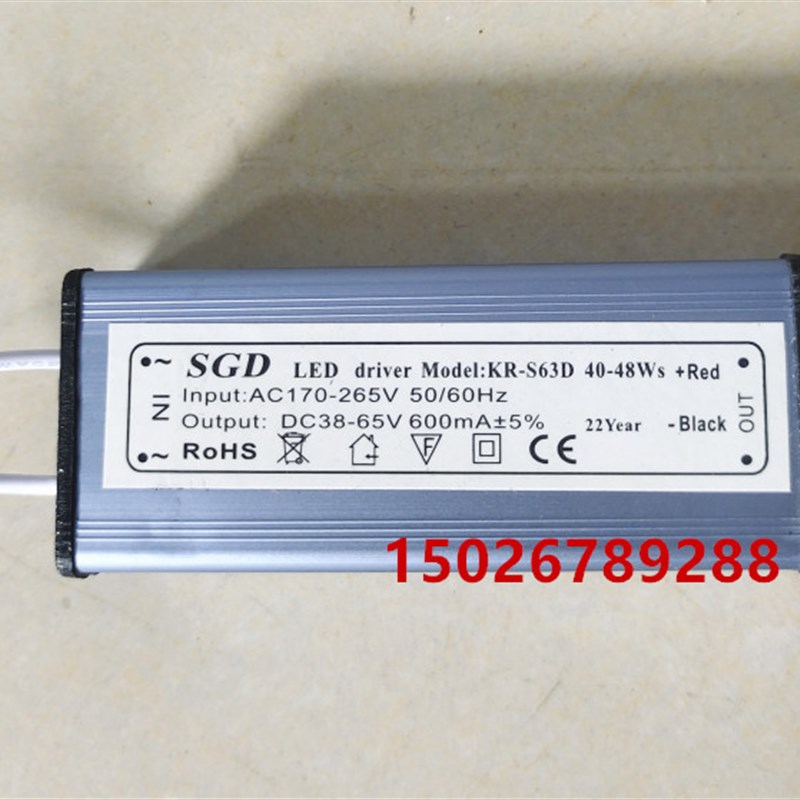 ~ SGD LED driver Model:KR-S63D 40-48Ws +Red
IN
Input:AC170-265V 50/60Hz
Output: DC38-65V 600mA±5% 22Year -Black
OUT
~ RoHS F CE
15026789288